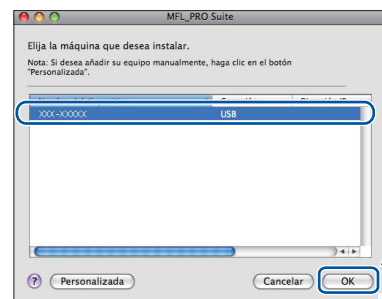 MFL_PRO Suite
Elija la máquina que desea instalar.
Nota: Si desea añadir su equipo manualmente, haga clic en el botón
"Personalizada".
XXX-XXXXX USB
? Personalizada Cancelar OK